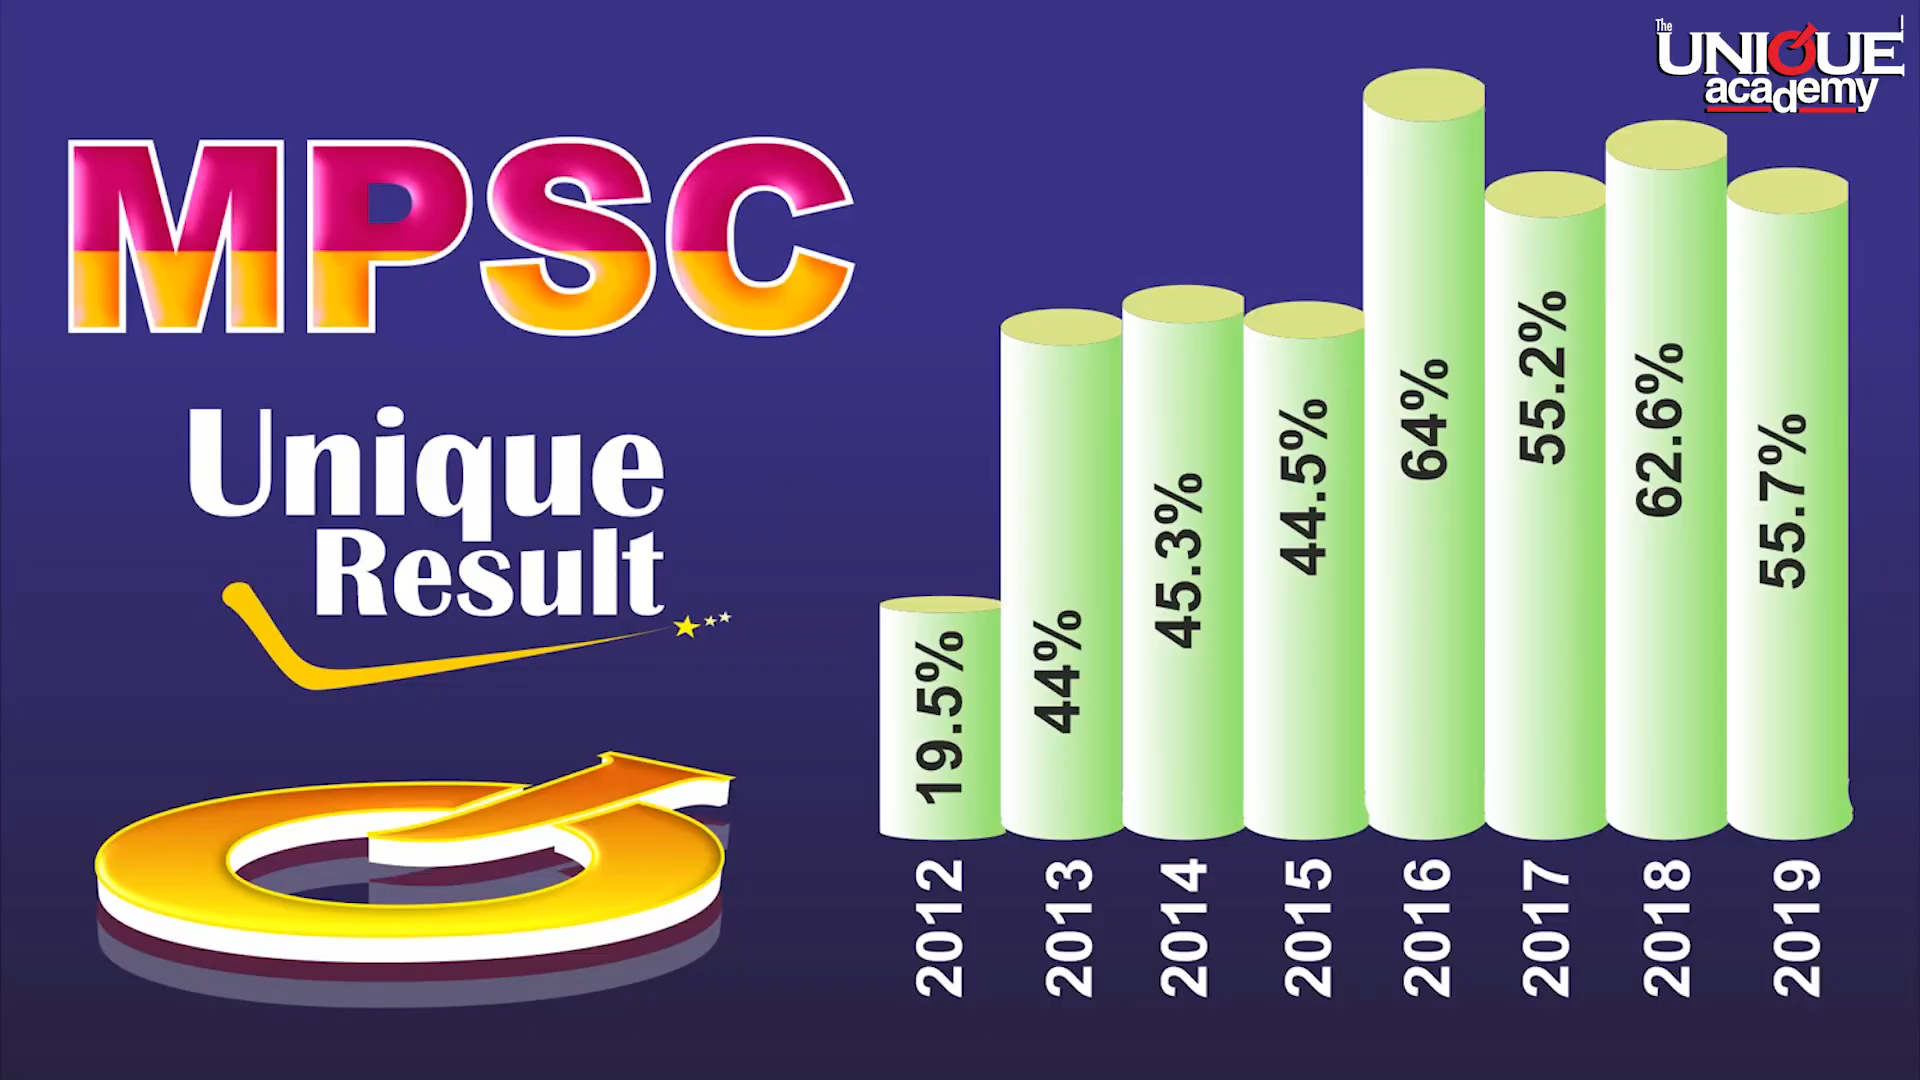 The
UNIQUE
academy
MPSC
Unique
Result
19.5%
44%
45.3%
44.5%
64%
55.2%
62.6%
55.7%
2012
2013
2014
2015
2016
2017
2018
2019